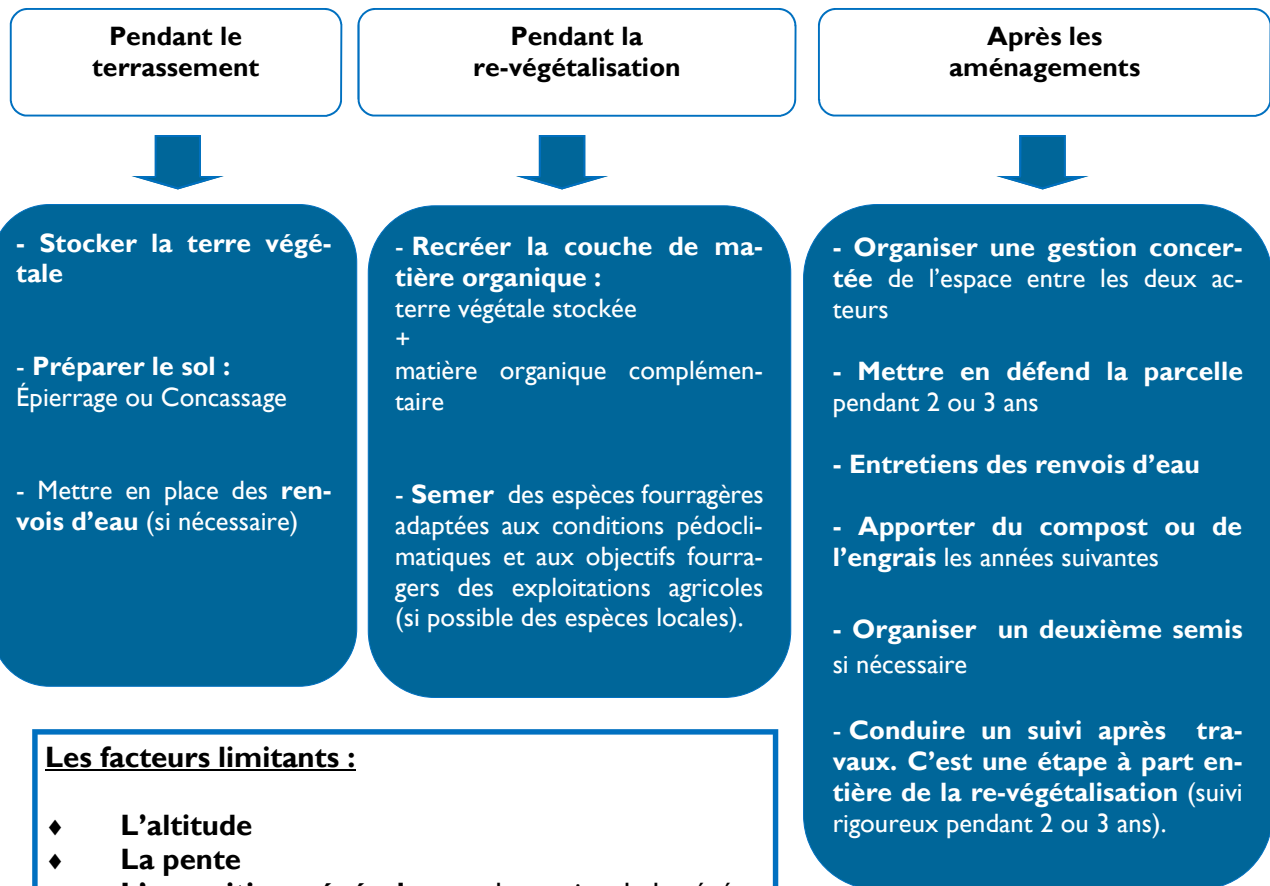 Pendant le
terrassement
Pendant la
re-végétalisation
Après les
aménagements
- Stocker la terre végé-
tale
- Préparer le sol :
Épierrage ou Concassage
- Mettre en place des ren-
vois d'eau (si nécessaire)
- Recréer la couche de ma-
tière organique :
terre végétale stockée
+
matière organique complémen-
taire
- Semer des espèces fourragères
adaptées aux conditions pédocli-
matiques et aux objectifs fourra-
gers des exploitations agricoles
(si possible des espèces locales).
- Organiser une gestion concer-
tée de l'espace entre les deux ac-
teurs
- Mettre en défend la parcelle
pendant 2 ou 3 ans
- Entretiens des renvois d'eau
- Apporter du compost ou de
l'engrais les années suivantes
- Organiser un deuxième semis
si nécessaire
- Conduire un suivi après tra-
vaux. C'est une étape à part en-
tière de la re-végétalisation (suivi
rigoureux pendant 2 ou 3 ans).
Les facteurs limitants :
♦ L'altitude
♦ La pente